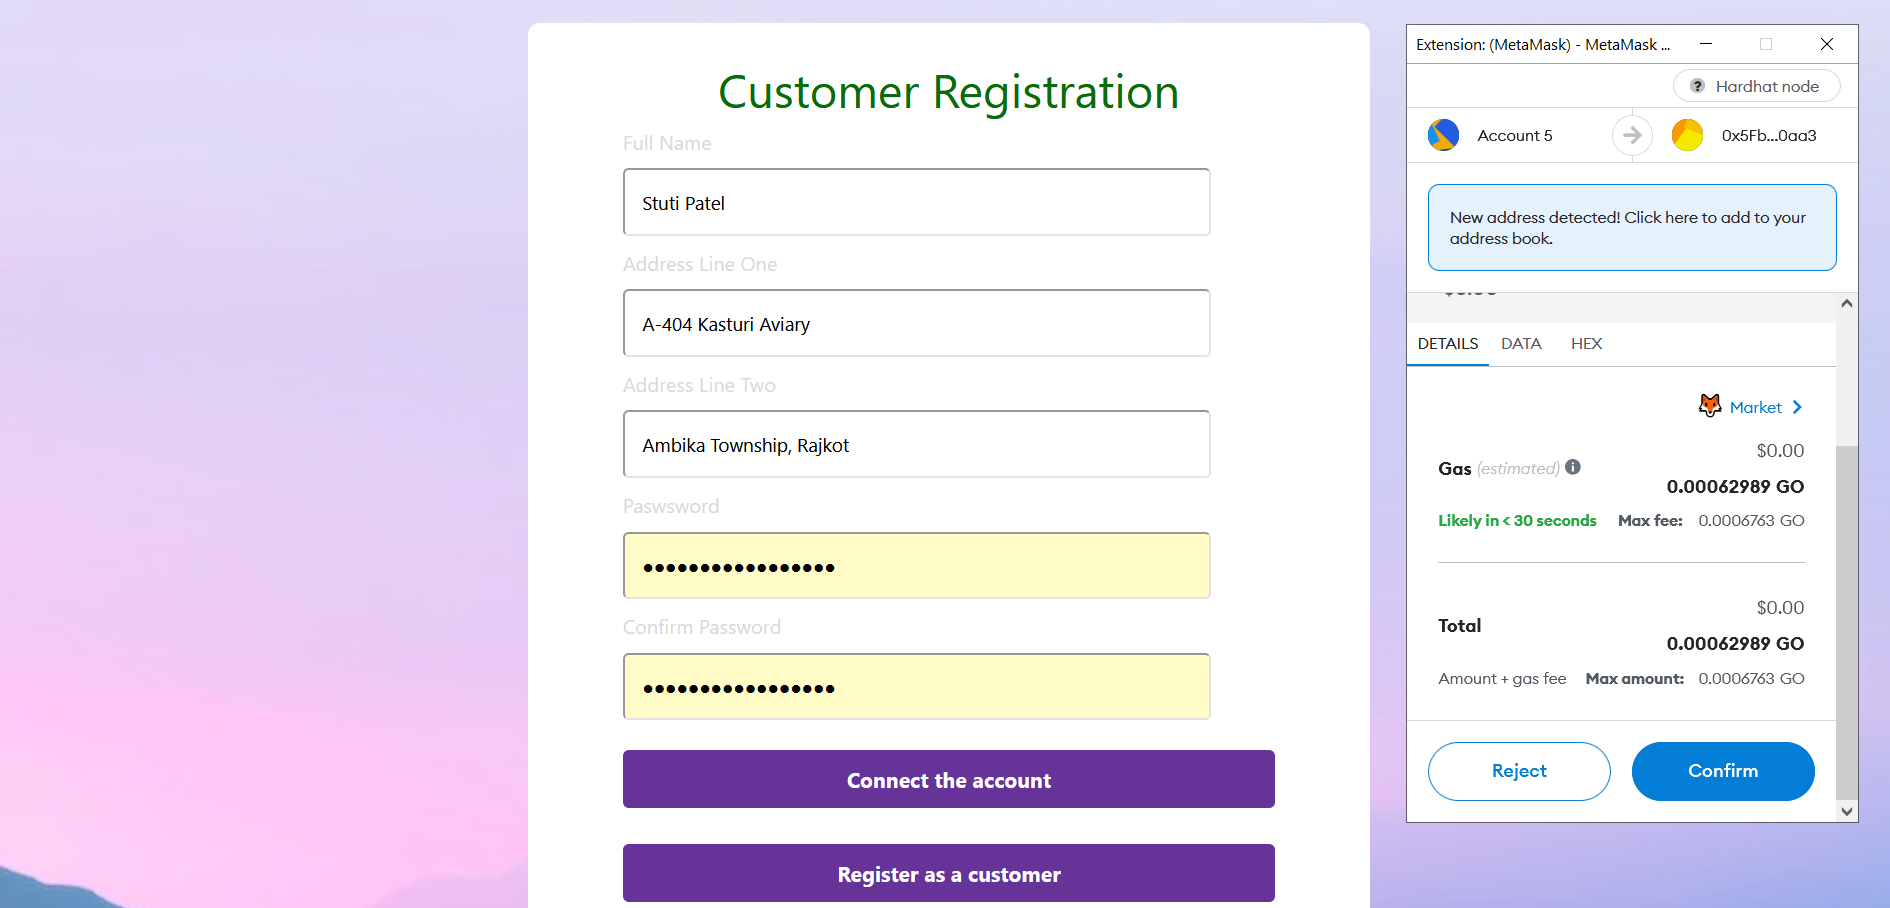 Customer Registration
Full Name
Stuti Patel
Address Line One
A-404 Kasturi Aviary
Address Line Two
Ambika Township, Rajkot
Paswsword
•••••••••••••••••
Confirm Password
•••••••••••••••••
Connect the account
Register as a customer
Extension: (MetaMask) - MetaMask ...
? Hardhat node
Account 5
0x5Fb...0aa3
New address detected! Click here to add to your
address book.
DETAILS DATA HEX
Market
$0.00
Gas (estimated)
0.00062989 GO
Likely in < 30 seconds Max fee: 0.0006763 GO
$0.00
Total
0.00062989 GO
Amount + gas fee Max amount: 0.0006763 GO
Reject Confirm